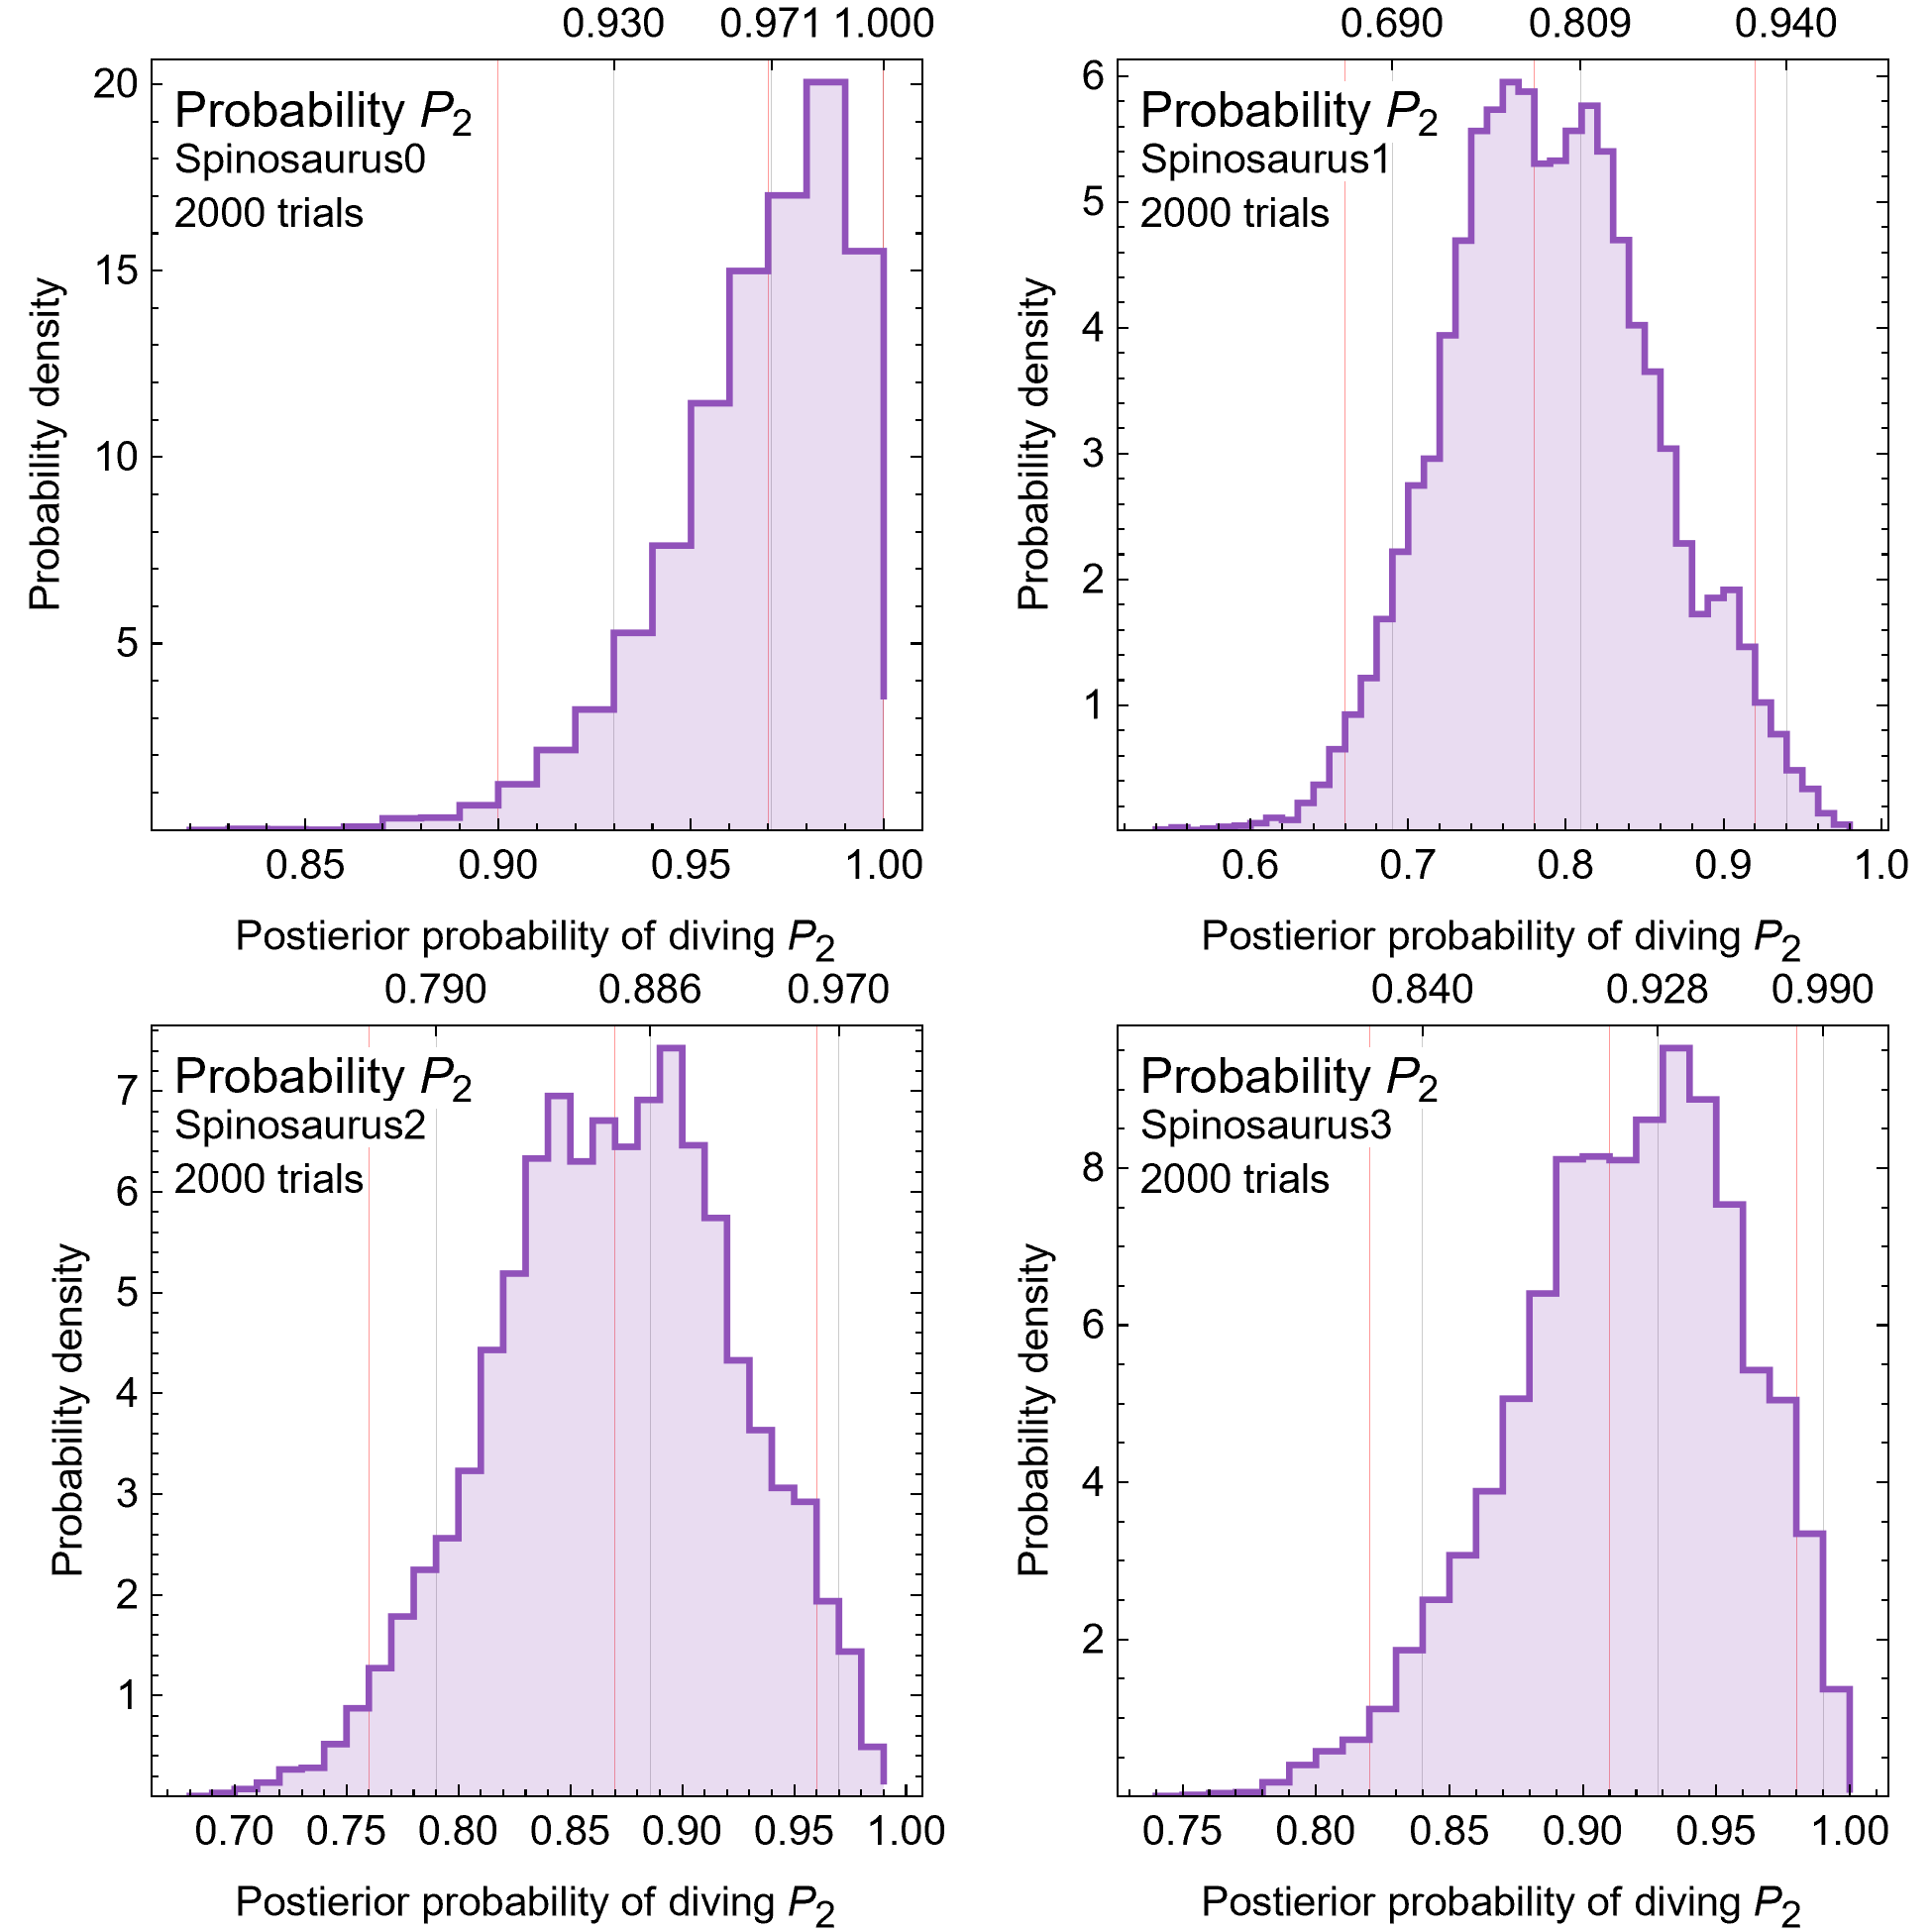 0.930 0.971 1.000
20
15
10
5
Probability density
Probability P2
Spinosaurus0
2000 trials
0.85 0.90 0.95 1.00
Postierior probability of diving P2
0.690 0.809 0.940
6
5
4
3
2
1
Probability density
Probability P2
Spinosaurus1
2000 trials
0.6 0.7 0.8 0.9 1.0
Postierior probability of diving P2
0.790 0.886 0.970
7
6
5
4
3
2
1
Probability density
Probability P2
Spinosaurus2
2000 trials
0.70 0.75 0.80 0.85 0.90 0.95 1.00
Postierior probability of diving P2
0.840 0.928 0.990
8
6
4
2
Probability density
Probability P2
Spinosaurus3
2000 trials
0.75 0.80 0.85 0.90 0.95 1.00
Postierior probability of diving P2